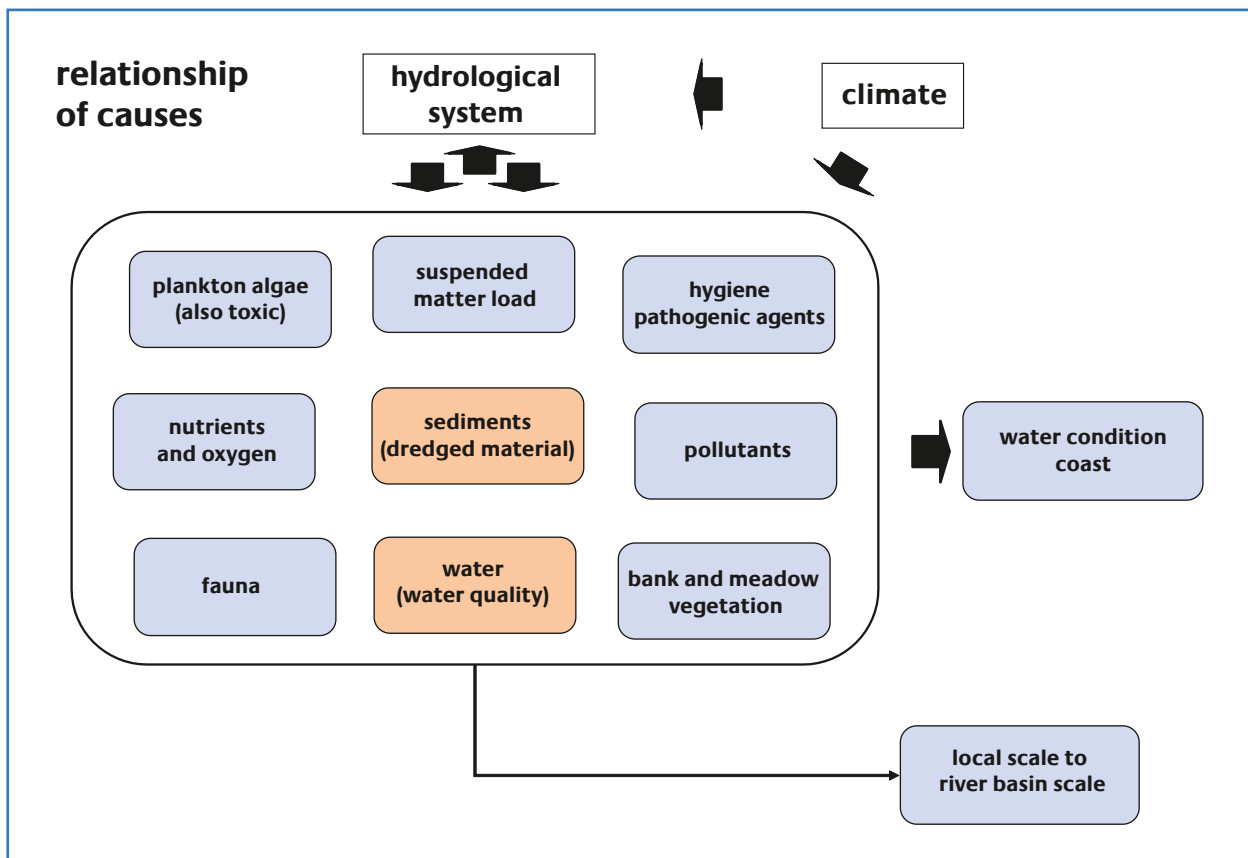 relationship
of causes
hydrological
system
climate
plankton algae
(also toxic)
suspended
matter load
hygiene
pathogenic agents
nutrients
and oxygen
sediments
(dredged material)
pollutants
water condition
coast
fauna
water
(water quality)
bank and meadow
vegetation
local scale to
river basin scale